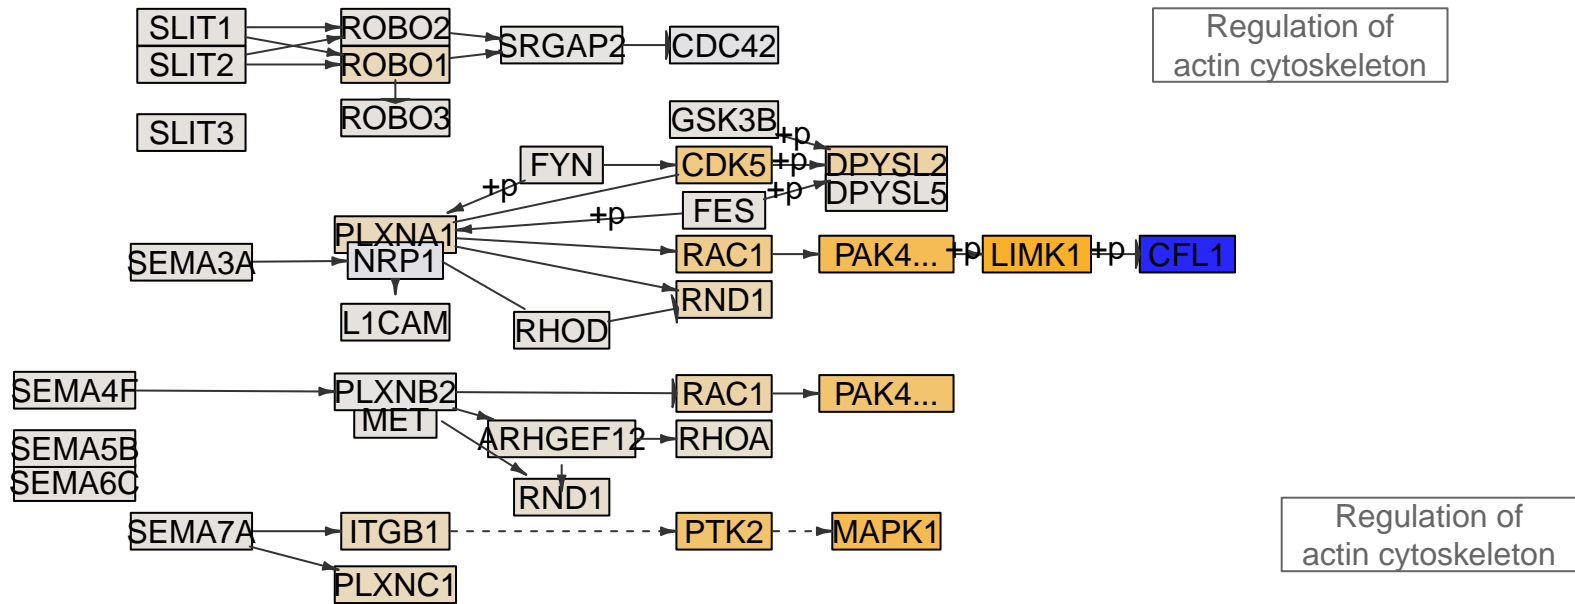 SLIT1
ROBO2
SRGAP2
CDC42
Regulation of
actin cytoskeleton
SLIT2
ROBO1
SLIT3
ROBO3
GSK3B
+p
FYN
CDK5
+p
DPYSL2
+p
+p
DPYSL5
FES
+p
PLXNA1
SEMA3A
NRP1
RAC1
PAK4...
+p
LIMK1
+p
CFL1
RND1
L1CAM
RHOD
SEMA4F
PLXNB2
RAC1
PAK4...
MET
ARHGEF12
RHOA
SEMA5B
SEMA6C
RND1
SEMA7A
ITGB1
PTK2
MAPK1
Regulation of
actin cytoskeleton
PLXNC1